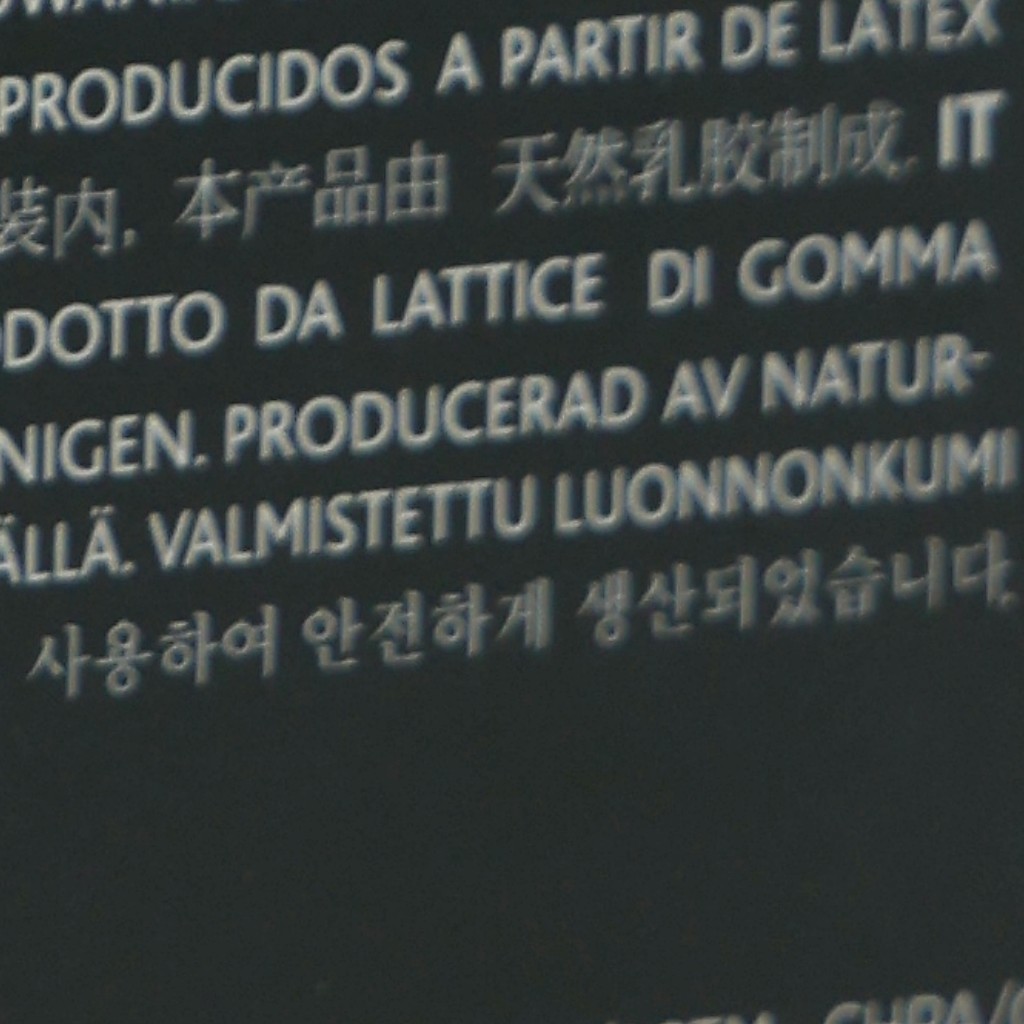 PRODUCIDOS A PARTIR DE LATEX
装内. 本产品由 天然乳胶制成. IT
DOTTO DA LATTICE DI GOMMA
NIGEN. PRODUCERAD AV NATUR-
ÄLLÄ. VALMISTETTU LUONNONKUMI
사용하여 안전하게 생산되었습니다.